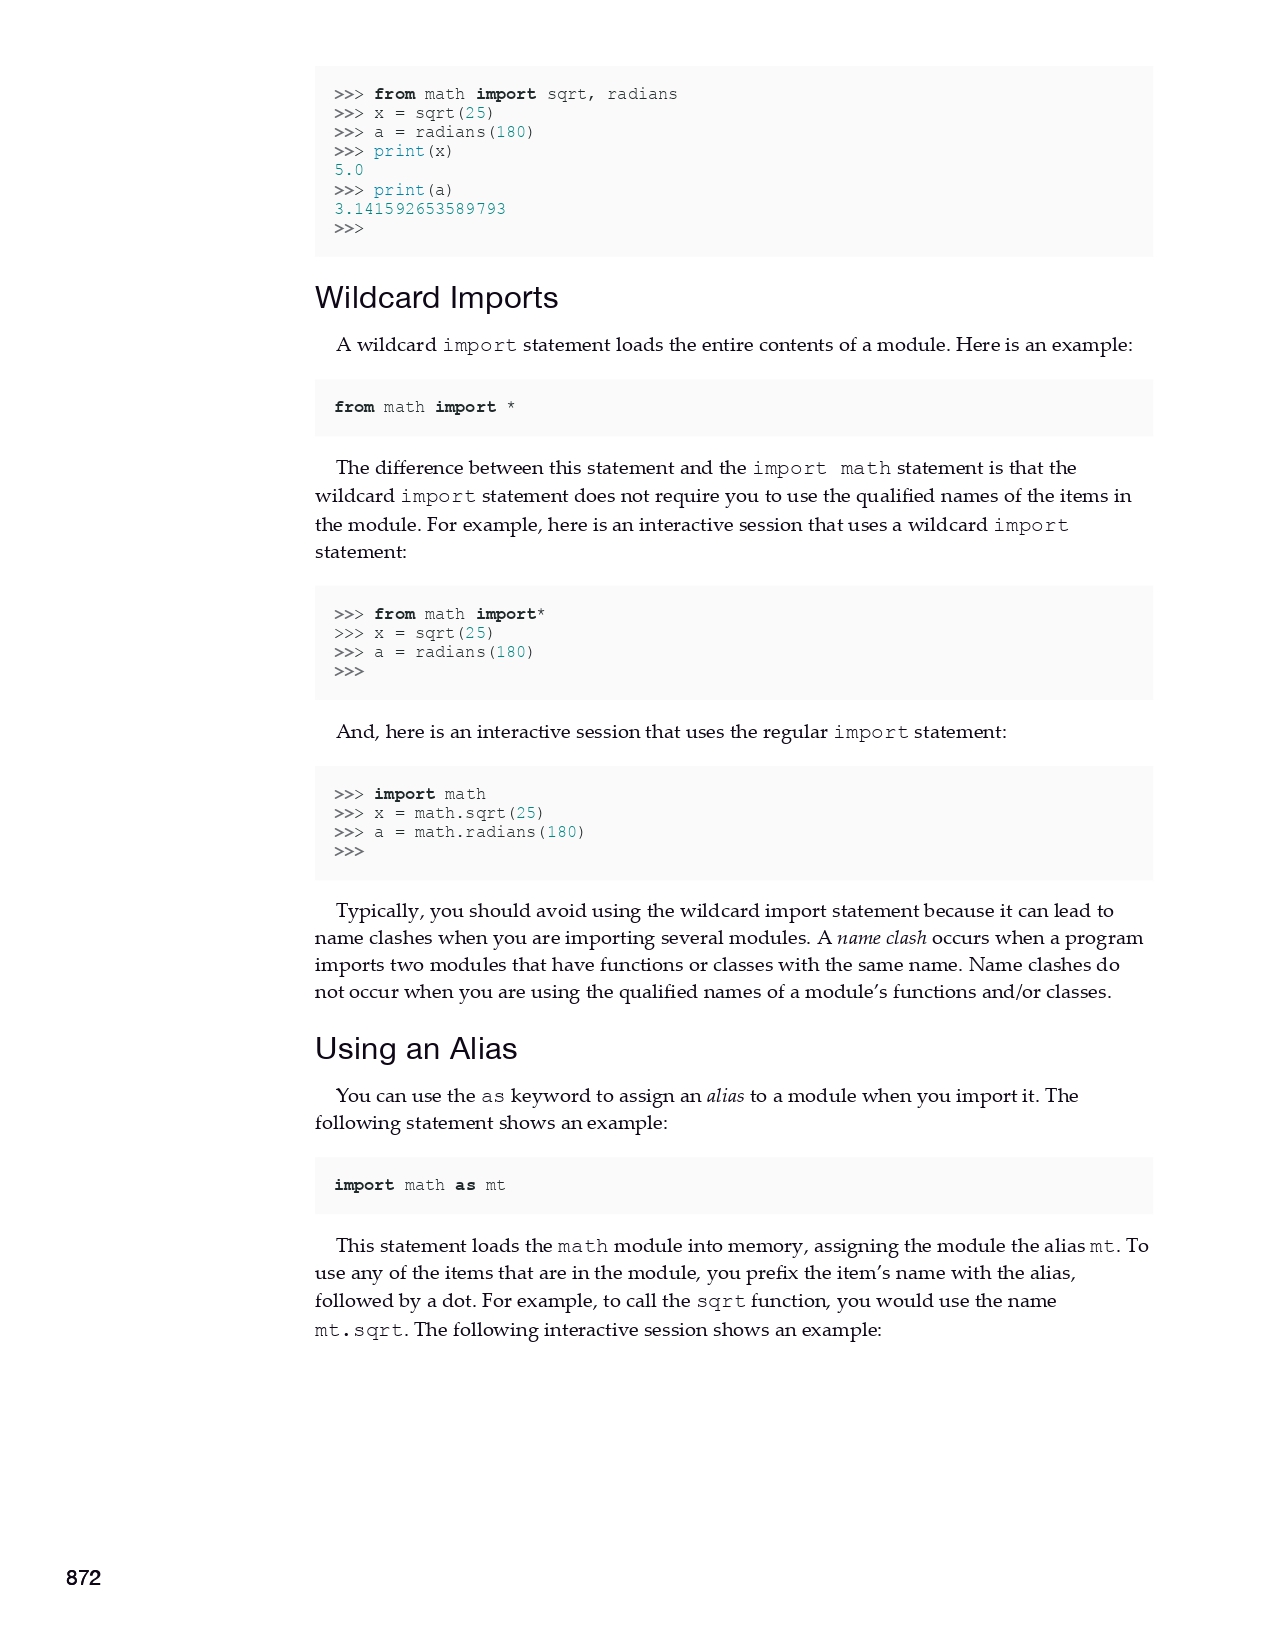 >>> from math import sqrt, radians
>>> x = sqrt(25)
>>> a = radians(180)
>>> print(x)
5.0
>>> print(a)
3.141592653589793
>>>
Wildcard Imports
A wildcard import statement loads the entire contents of a module. Here is an example:
from math import *
The difference between this statement and the import math statement is that the
wildcard import statement does not require you to use the qualified names of the items in
the module. For example, here is an interactive session that uses a wildcard import
statement:
>>> from math import*
>>> x = sqrt(25)
>>> a = radians(180)
>>>
And, here is an interactive session that uses the regular import statement:
>>> import math
>>> x = math.sqrt(25)
>>> a = math.radians(180)
>>>
Typically, you should avoid using the wildcard import statement because it can lead to
name clashes when you are importing several modules. A name clash occurs when a program
imports two modules that have functions or classes with the same name. Name clashes do
not occur when you are using the qualified names of a module’s functions and/or classes.
Using an Alias
You can use the as keyword to assign an alias to a module when you import it. The
following statement shows an example:
import math as mt
This statement loads the math module into memory, assigning the module the alias mt. To
use any of the items that are in the module, you prefix the item’s name with the alias,
followed by a dot. For example, to call the sqrt function, you would use the name
mt.sqrt. The following interactive session shows an example:
872